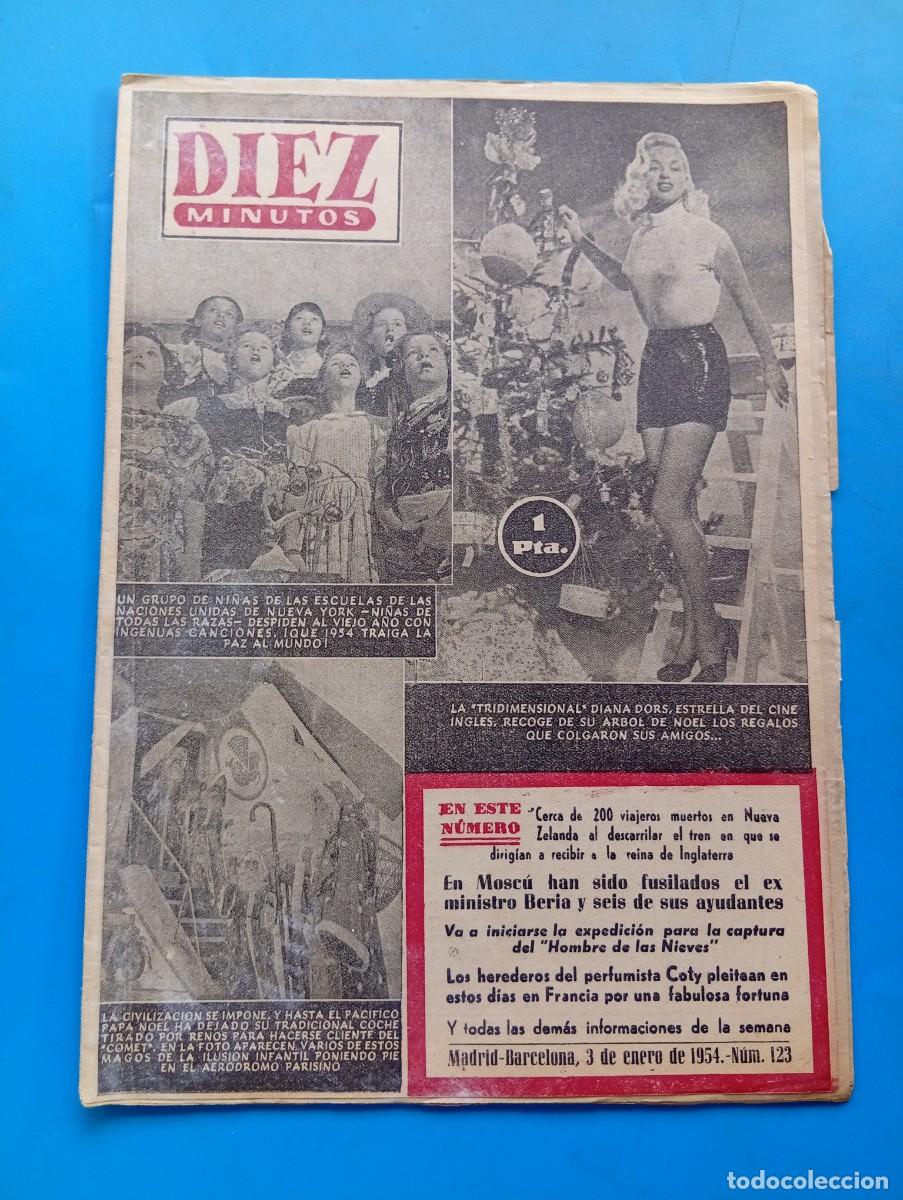 DIEZ
MINUTOS
1
Pta.
UN GRUPO DE NIÑAS DE LAS ESCUELAS DE LAS
NACIONES UNIDAS DE NUEVA YORK -NIÑAS DE
TODAS LAS RAZAS- DESPIDEN AL VIEJO AÑO CON
INGENUAS CANCIONES. ¡QUE 1954 TRAIGA LA
PAZ AL MUNDO!
LA "TRIDIMENSIONAL" DIANA DORS, ESTRELLA DEL CINE
INGLES, RECOGE DE SU ARBOL DE NOEL LOS REGALOS
QUE COLGARON SUS AMIGOS...
LA CIVILIZACION SE IMPONE, Y HASTA EL PACIFICO
PAPA NOEL HA DEJADO SU TRADICIONAL COCHE
TIRADO POR RENOS PARA HACERSE CLIENTE DEL
"COMET". EN LA FOTO APARECEN VARIOS DE ESTOS
MAGOS DE LA ILUSION INFANTIL PONIENDO PIE
EN EL AERODROMO PARISINO
EN ESTE
NÚMERO
Cerca de 200 viajeros muertos en Nueva
Zelanda al descarrilar el tren en que se
dirigían a recibir a la reina de Inglaterra
En Moscú han sido fusilados el ex
ministro Beria y seis de sus ayudantes
Va a iniciarse la expedición para la captura
del "Hombre de las Nieves"
Los herederos del perfumista Coty pleitean en
estos días en Francia por una fabulosa fortuna
Y todas las demás informaciones de la semana
Madrid-Barcelona, 3 de enero de 1954.-Núm. 123
todocoleccion